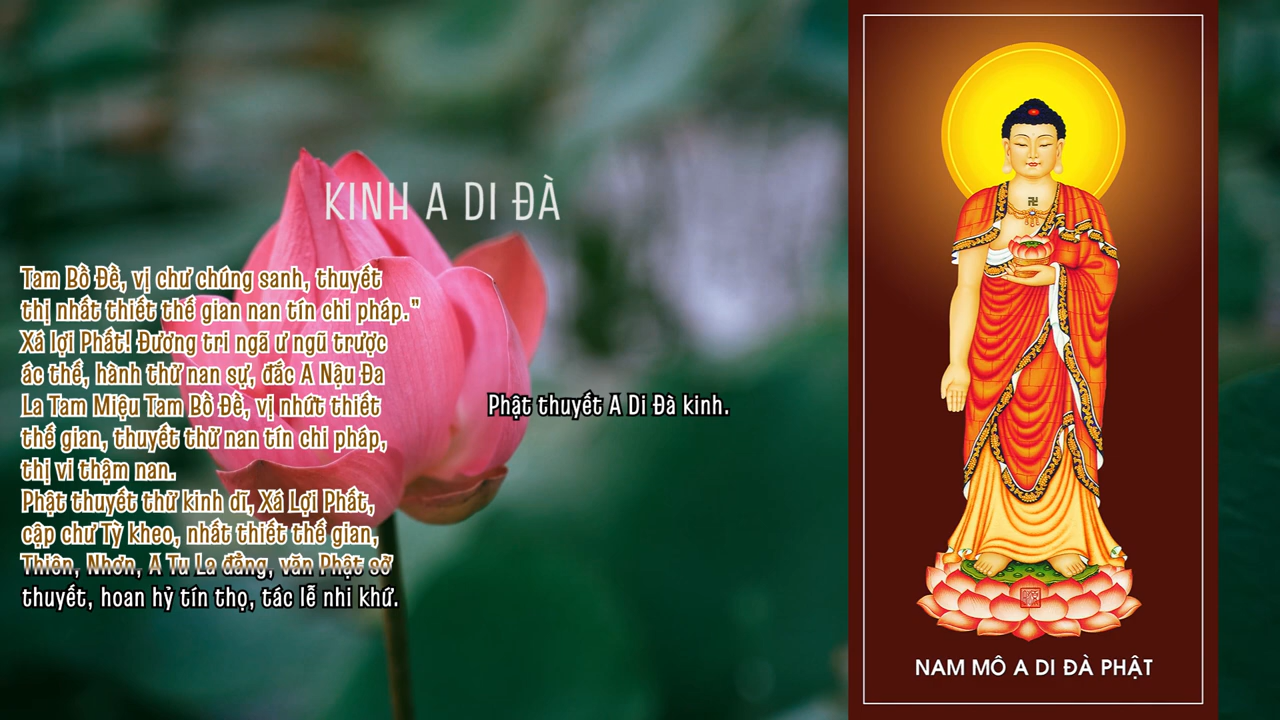 KINH A DI ĐÀ
Tam Bồ Đề, vị chư chúng sanh, thuyết
thị nhất thiết thế gian nan tín chi pháp."
Xá lợi Phất! Đương tri ngã ư ngũ trược
ác thế, hành thử nan sự, đắc A Nậu Đa
La Tam Miệu Tam Bồ Đề, vị nhứt thiết
thế gian, thuyết thử nan tín chi pháp,
thị vi thậm nan.
Phật thuyết thử kinh dĩ, Xá Lợi Phất,
cập chư Tỳ kheo, nhất thiết thế gian,
Thiên, Nhơn, A Tu La đẳng, văn Phật sở
thuyết, hoan hỷ tín thọ, tác lễ nhi khứ.
Phật thuyết A Di Đà kinh.
卍
NAM MÔ A DI ĐÀ PHẬT